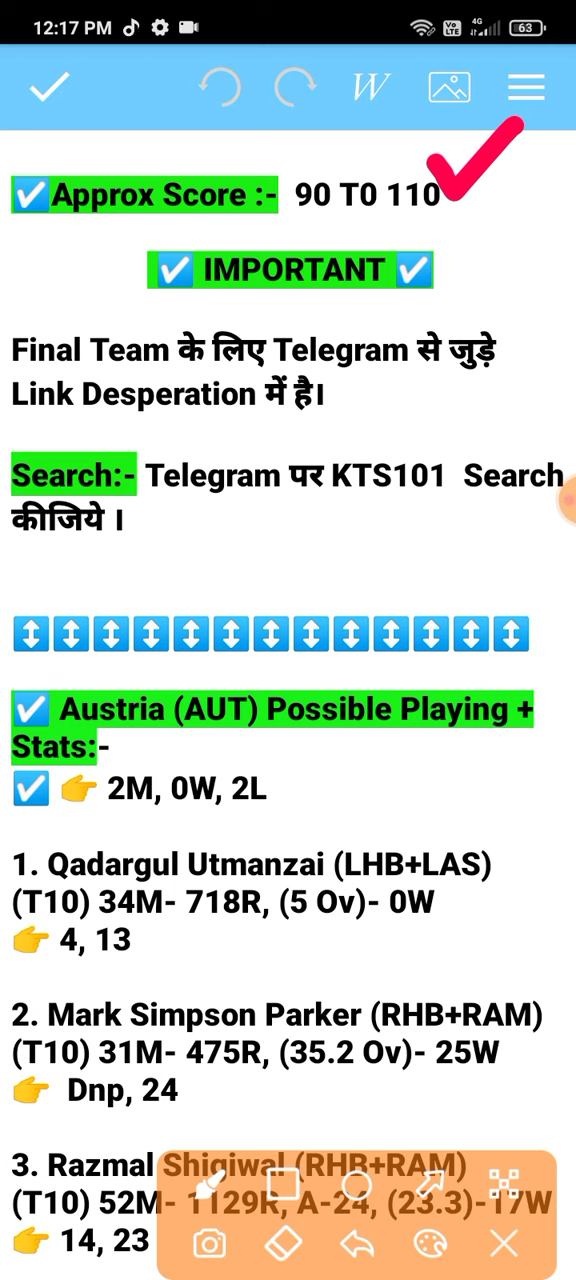 12:17 PM
Vo LTE
4G
63
W
✅Approx Score :- 90 T0 110
✅ IMPORTANT ✅
Final Team के लिए Telegram से जुड़े
Link Desperation में है।
Search:- Telegram पर KTS101 Search
कीजिये ।
↕️↕️↕️↕️↕️↕️↕️↕️↕️↕️↕️↕️↕️
✅ Austria (AUT) Possible Playing +
Stats:-
✅ 👉 2M, 0W, 2L
1. Qadargul Utmanzai (LHB+LAS)
(T10) 34M- 718R, (5 Ov)- 0W
👉 4, 13
2. Mark Simpson Parker (RHB+RAM)
(T10) 31M- 475R, (35.2 Ov)- 25W
👉 Dnp, 24
3. Razmal Shigiwal (RHB+RAM)
(T10) 52M- 1129R, A-24, (23.3)-17W
👉 14, 23